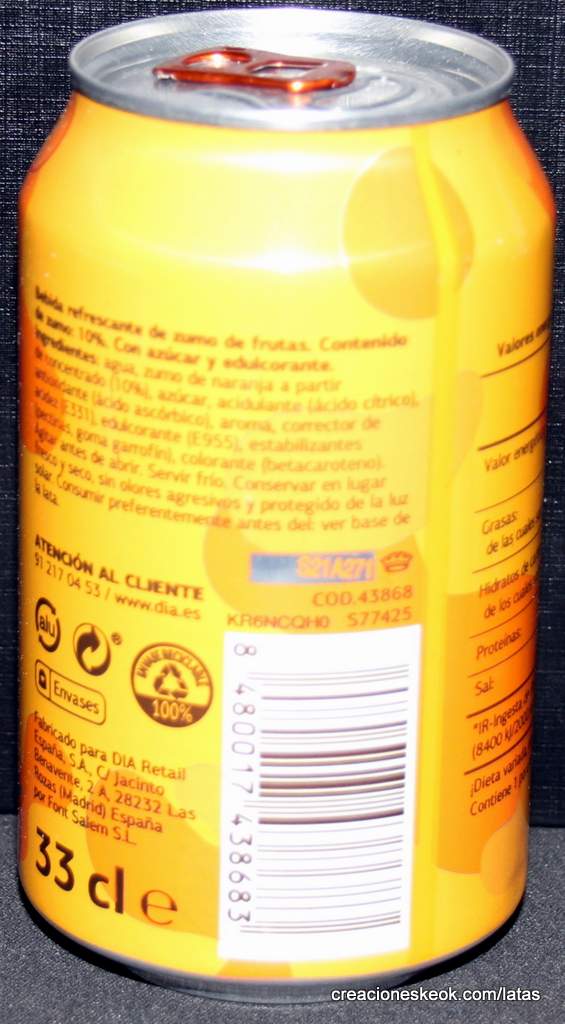 Bebida refrescante de zumo de frutas. Contenido
de zumo: 10%. Con azúcar y edulcorante.
Ingredientes: agua, zumo de naranja a partir
de concentrado (10%), azúcar, acidulante (ácido cítrico),
antioxidante (ácido ascórbico), aroma, corrector de
acidez (E331), edulcorante (E955), estabilizantes
(pectinas, goma garrofín), colorante (betacaroteno).
Agitar antes de abrir. Servir frío. Conservar en lugar
fresco y seco, sin olores agresivos y protegido de la luz
solar. Consumir preferentemente antes del: ver base de
la lata.
ATENCIÓN AL CLIENTE
91 217 04 53 / www.dia.es
S21A271
COD.43868
KR6NCQH0 S77425
alu
®
Envases
100%
Fabricado para DIA Retail
España, S.A. C/ Jacinto
Benavente, 2 A, 28232 Las
Rozas (Madrid) España
por Font Salem S.L.
33 cl e
8 480017 438683
Valores
Valor
Grasas:
de las cuales
Hidratos de
de los cuales
Proteínas:
Sal:
*IR-Ingesta de
(8400 kJ/2000
¡Dieta variada
Contiene 1
creacioneskeok.com/latas